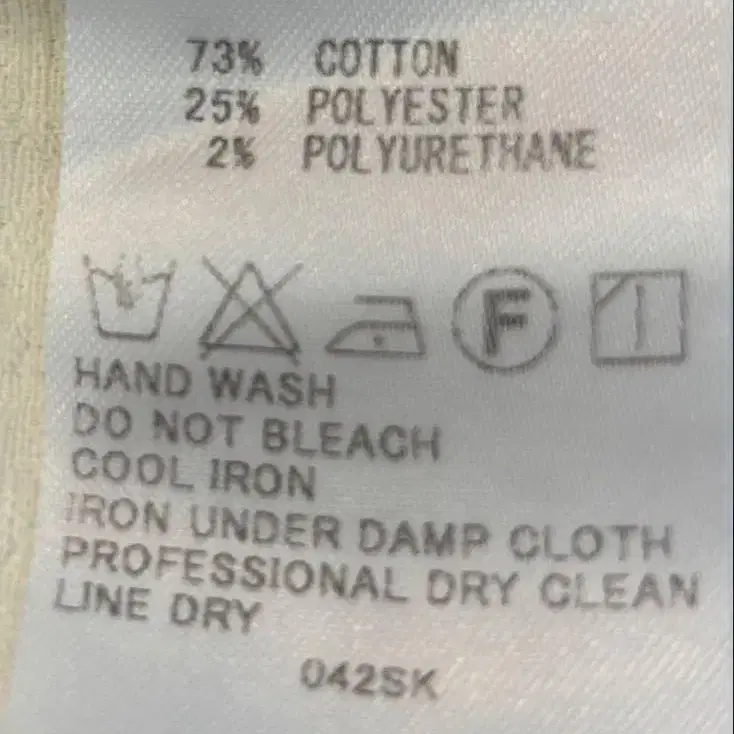 73% COTTON
25% POLYESTER
2% POLYURETHANE
F
HAND WASH
DO NOT BLEACH
COOL IRON
IRON UNDER DAMP CLOTH
PROFESSIONAL DRY CLEAN
LINE DRY
042SK